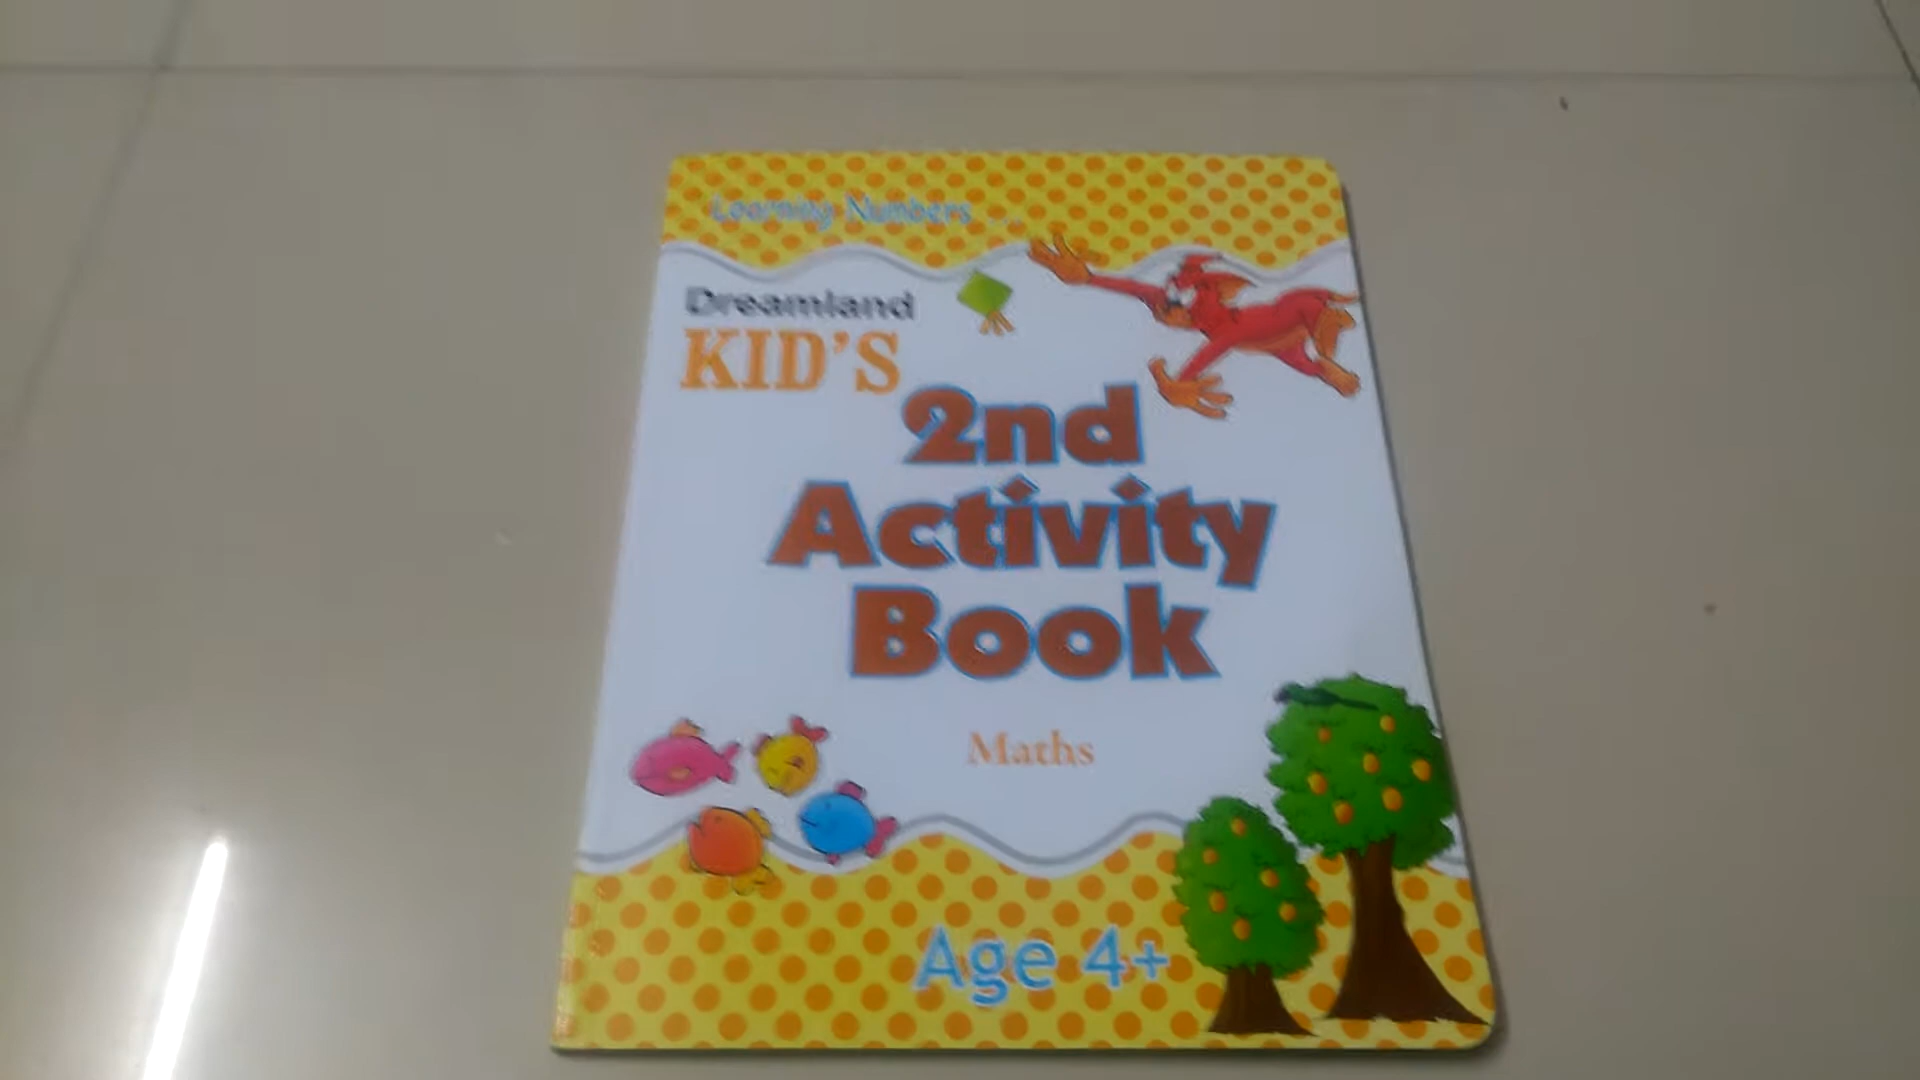 Learning Numbers ...
Dreamland
KID'S
2nd
Activity
Book
Maths
Age 4+